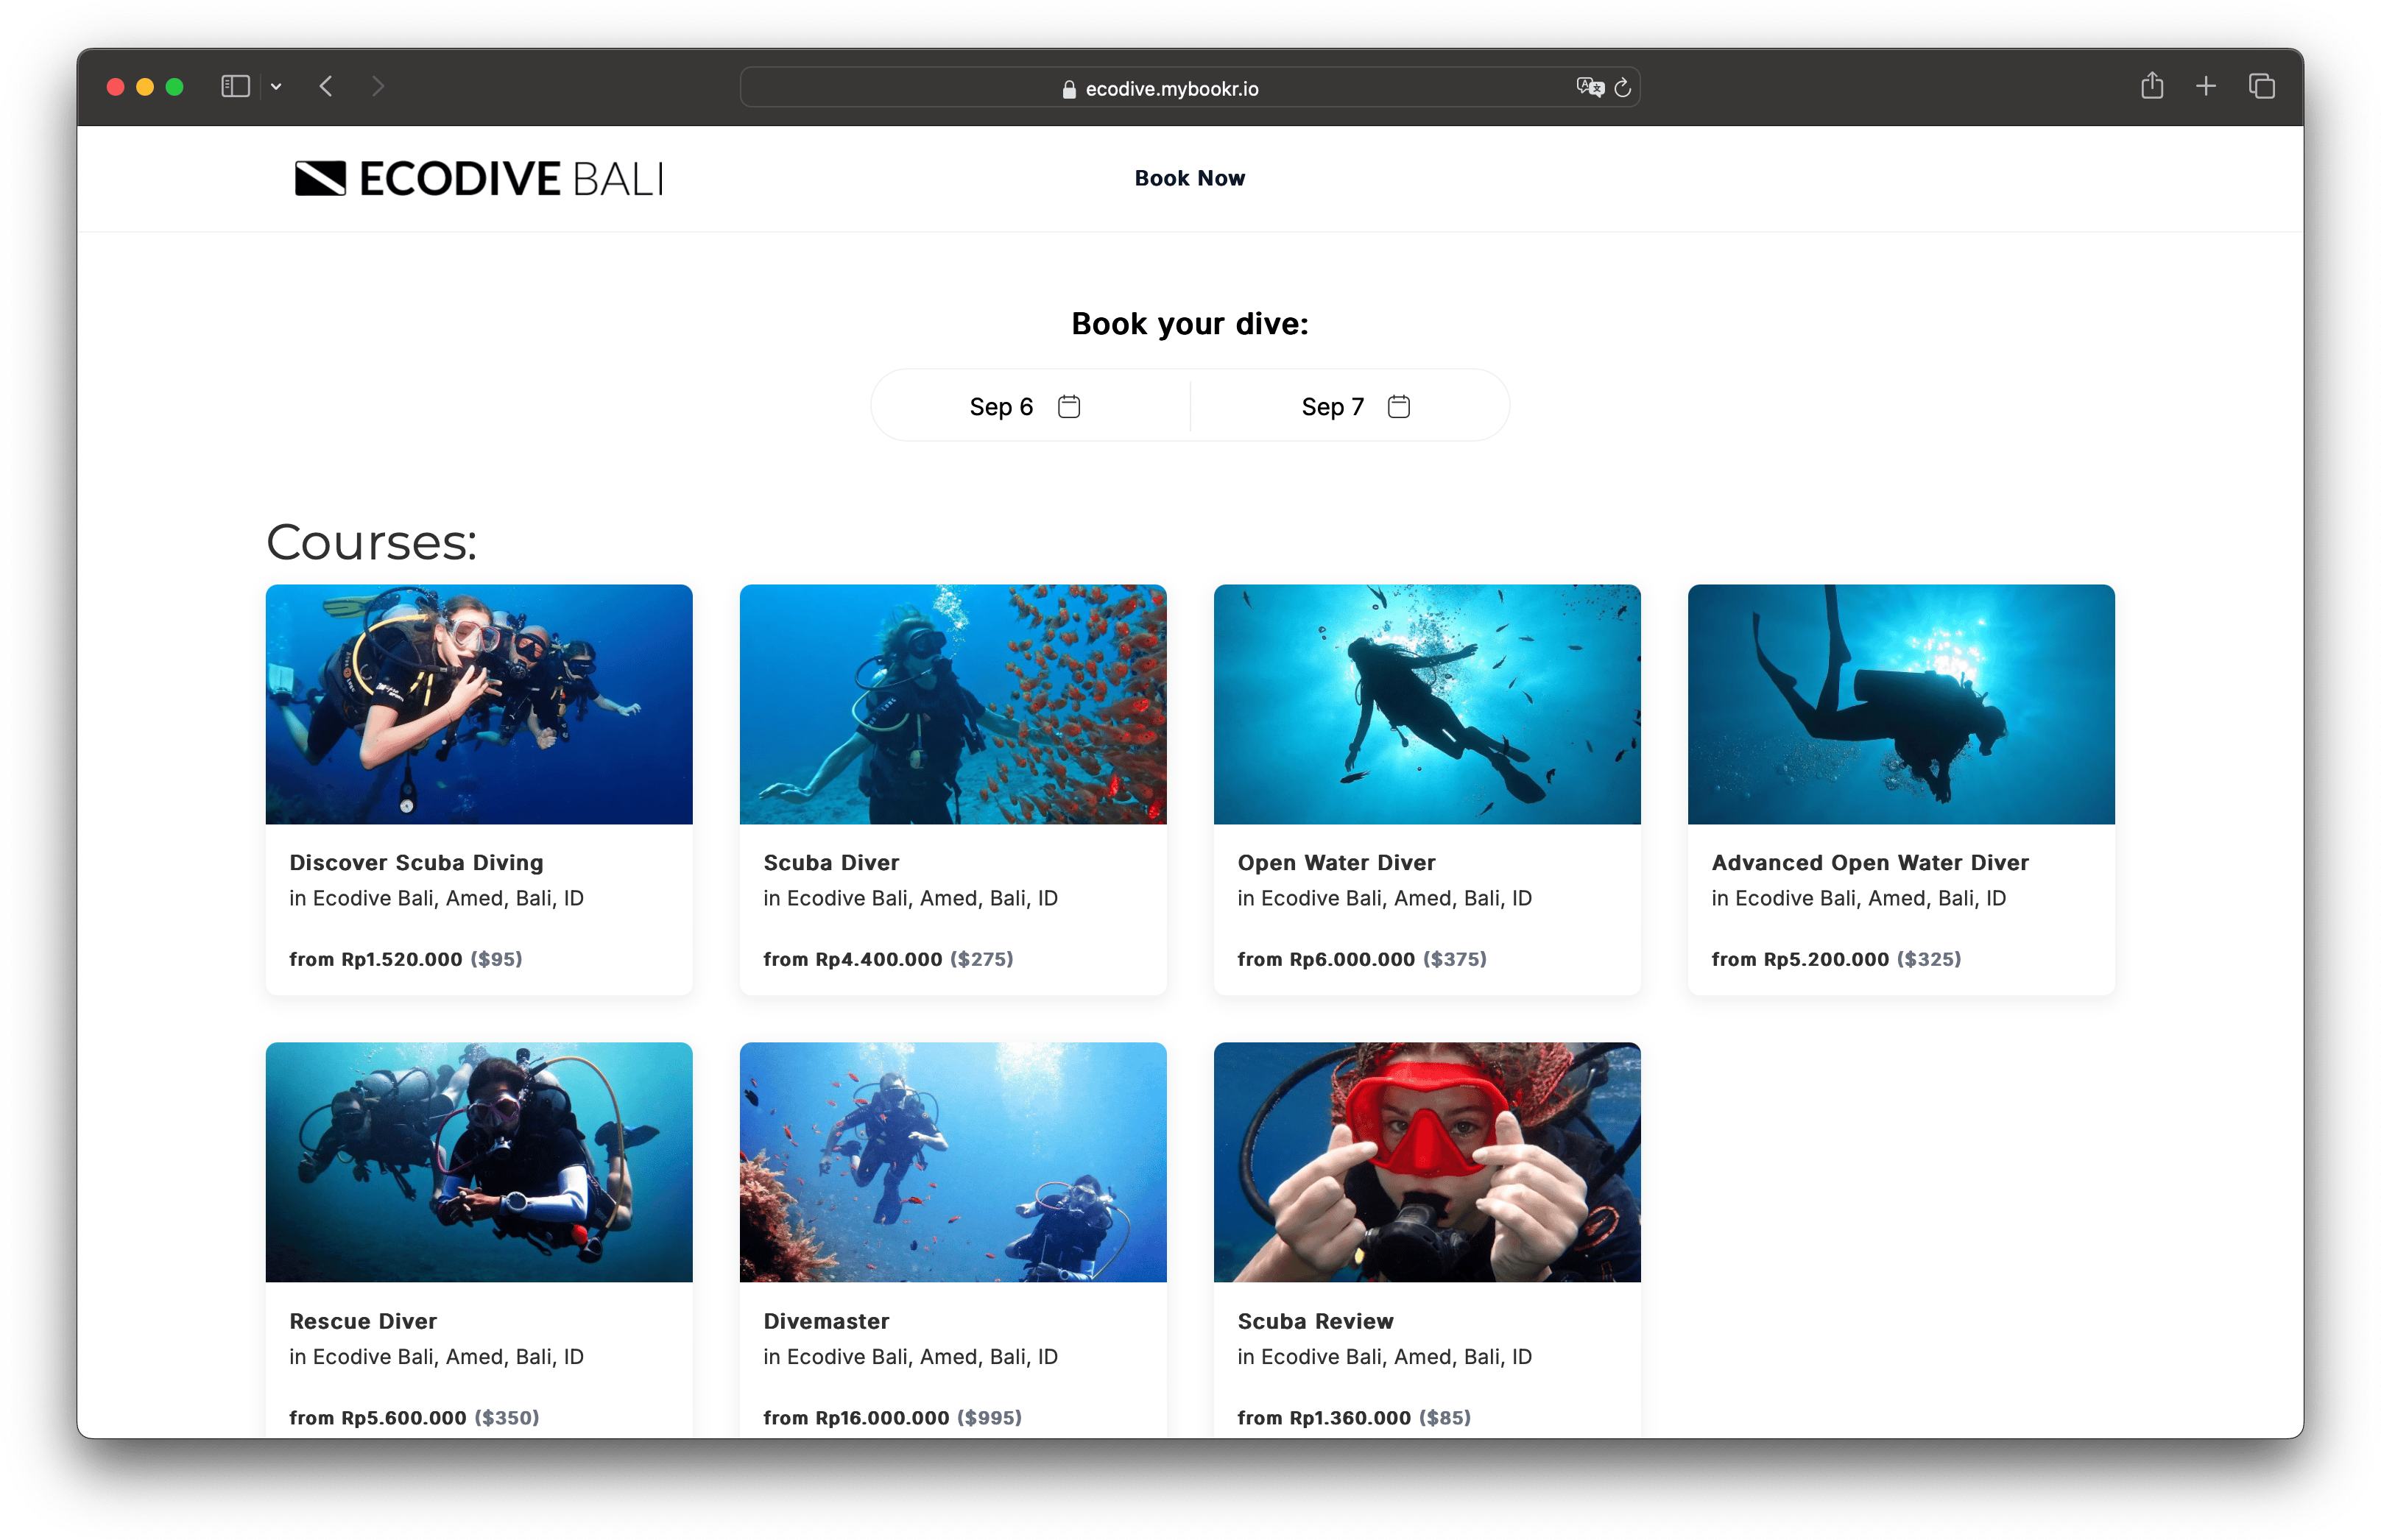 ecodive.mybookr.io
ECODIVE BALI
Book Now
Book your dive:
Sep 6
Sep 7
Courses:
Discover Scuba Diving
in Ecodive Bali, Amed, Bali, ID
from Rp1.520.000 ($95)
Scuba Diver
in Ecodive Bali, Amed, Bali, ID
from Rp4.400.000 ($275)
Open Water Diver
in Ecodive Bali, Amed, Bali, ID
from Rp6.000.000 ($375)
Advanced Open Water Diver
in Ecodive Bali, Amed, Bali, ID
from Rp5.200.000 ($325)
Rescue Diver
in Ecodive Bali, Amed, Bali, ID
from Rp5.600.000 ($350)
Divemaster
in Ecodive Bali, Amed, Bali, ID
from Rp16.000.000 ($995)
Scuba Review
in Ecodive Bali, Amed, Bali, ID
from Rp1.360.000 ($85)